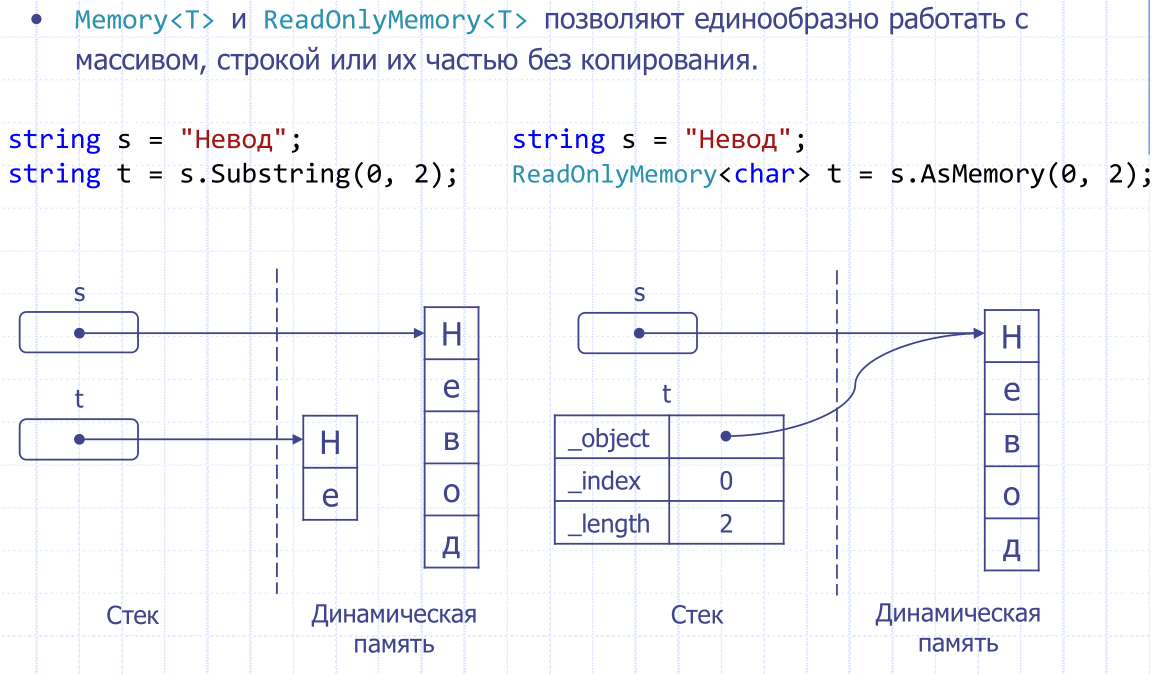 • Memory<T> и ReadOnlyMemory<T> позволяют единообразно работать с
массивом, строкой или их частью без копирования.
string s = "Невод";
string t = s.Substring(0, 2);
string s = "Невод";
ReadOnlyMemory<char> t = s.AsMemory(0, 2);
s
t
Н
е
Н
е
в
о
д
Стек
Динамическая
память
s
t
_object
_index 0
_length 2
Н
е
в
о
д
Стек
Динамическая
память